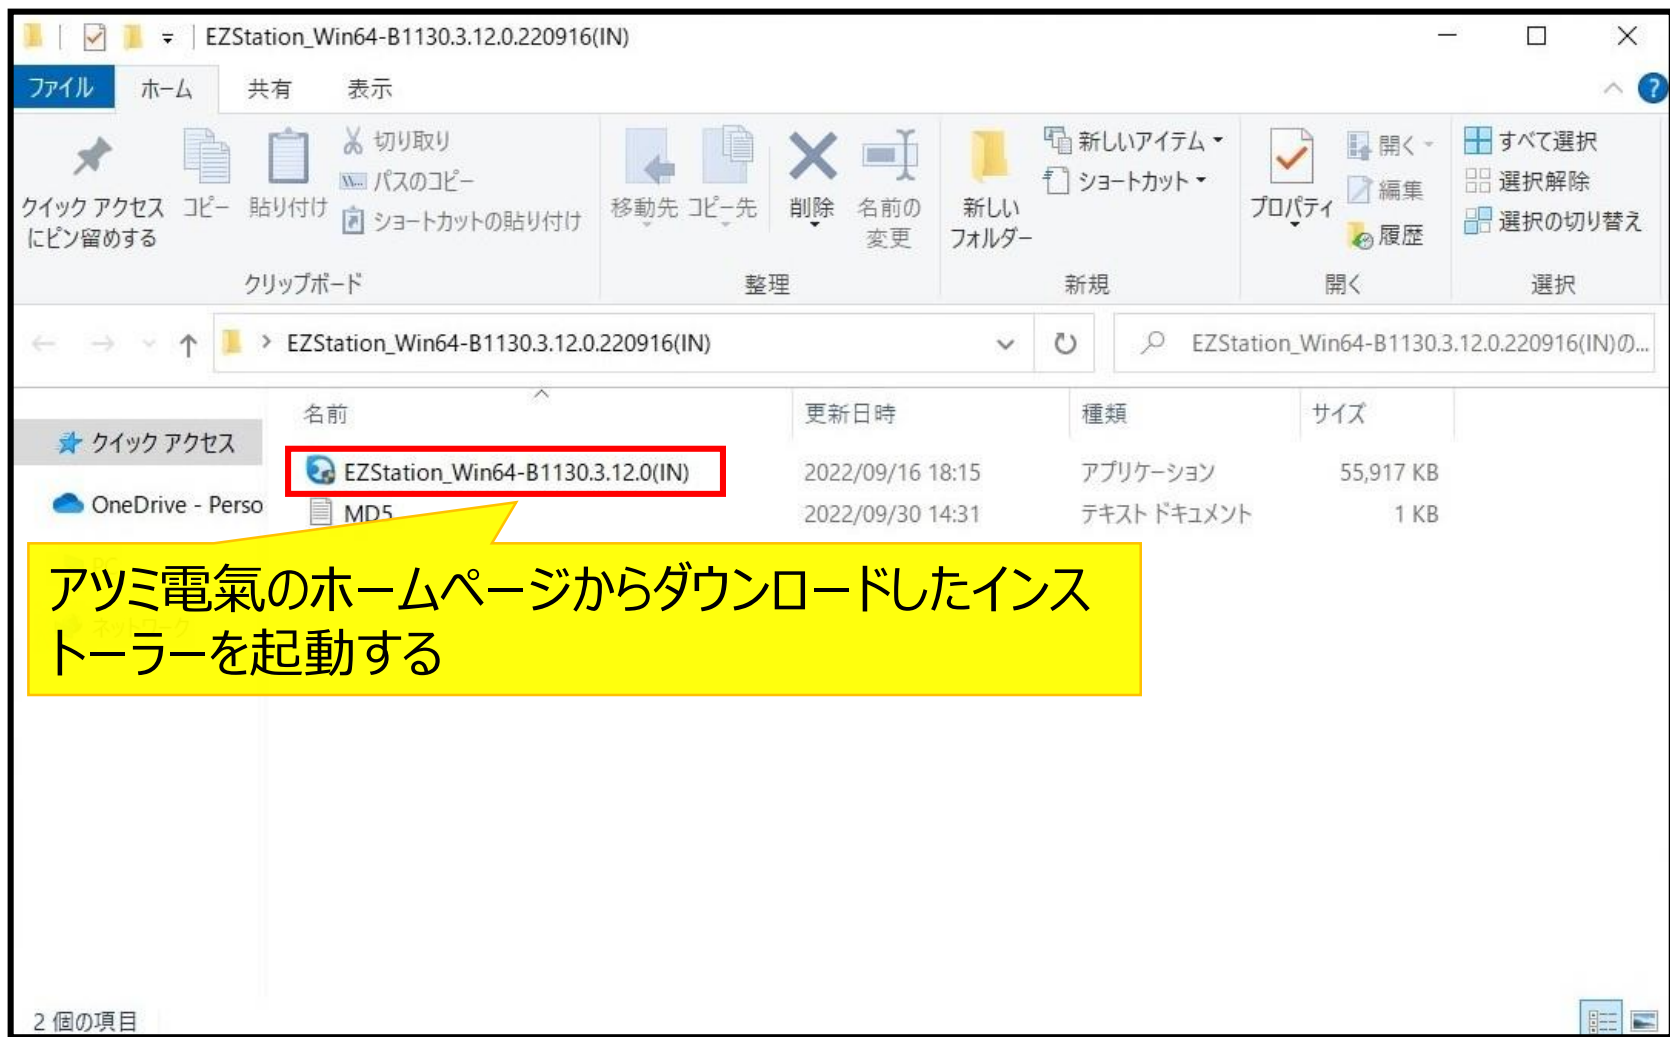 EZStation_Win64-B1130.3.12.0.220916(IN)
ファイル ホーム 共有 表示
クイック アクセス
にピン留めする
コピー
貼り付け
切り取り
パスのコピー
ショートカットの貼り付け
クリップボード
移動先
コピー先
削除
名前の
変更
整理
新しい
フォルダー
新しいアイテム
ショートカット
新規
プロパティ
開く
編集
履歴
開く
すべて選択
選択解除
選択の切り替え
選択
EZStation_Win64-B1130.3.12.0.220916(IN)
EZStation_Win64-B1130.3.12.0.220916(IN)の...
名前 更新日時 種類 サイズ
クイック アクセス
OneDrive - Perso
ネットワーク
EZStation_Win64-B1130.3.12.0(IN) 2022/09/16 18:15 アプリケーション 55,917 KB
MD5 2022/09/30 14:31 テキスト ドキュメント 1 KB
アツミ電氣のホームページからダウンロードしたインス
トーラーを起動する
2 個の項目